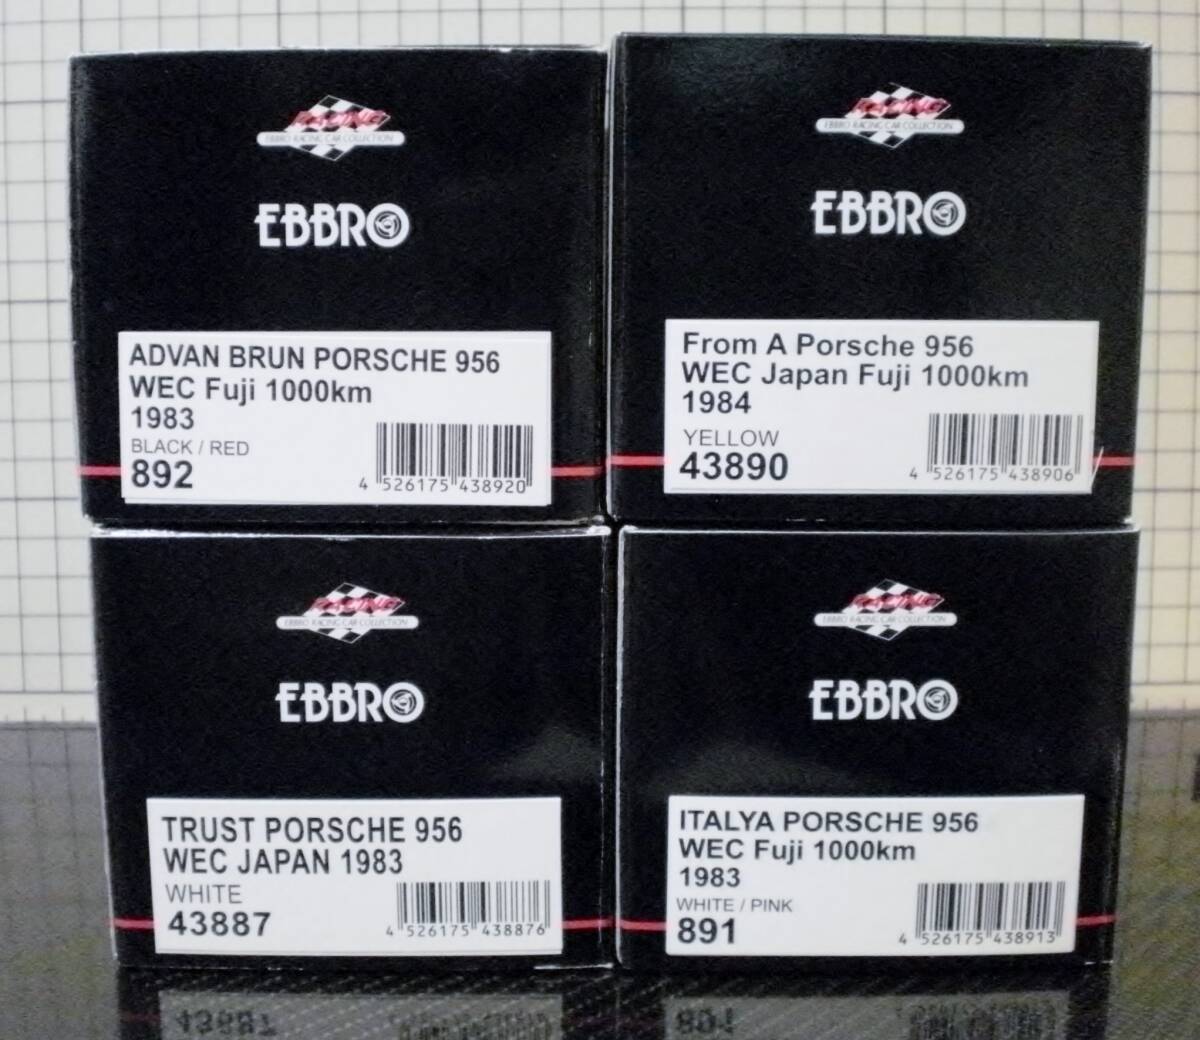 RACING
EBBRO RACING CAR COLLECTION
EBBRO
ADVAN BRUN PORSCHE 956
WEC Fuji 1000km
1983
BLACK / RED
892
4 526175 438920
RACING
EBBRO RACING CAR COLLECTION
EBBRO
From A Porsche 956
WEC Japan Fuji 1000km
1984
YELLOW
43890
4 526175 438906
RACING
EBBRO RACING CAR COLLECTION
EBBRO
TRUST PORSCHE 956
WEC JAPAN 1983
WHITE
43887
4 526175 438876
RACING
EBBRO RACING CAR COLLECTION
EBBRO
ITALYA PORSCHE 956
WEC Fuji 1000km
1983
WHITE / PINK
891
4 526175 438913